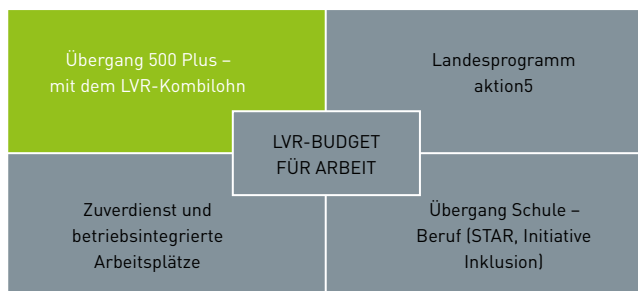 Übergang 500 Plus –
mit dem LVR-Kombilohn
Landesprogramm
aktion5
LVR-BUDGET
FÜR ARBEIT
Zuverdienst und
betriebsintegrierte
Arbeitsplätze
Übergang Schule –
Beruf (STAR, Initiative
Inklusion)